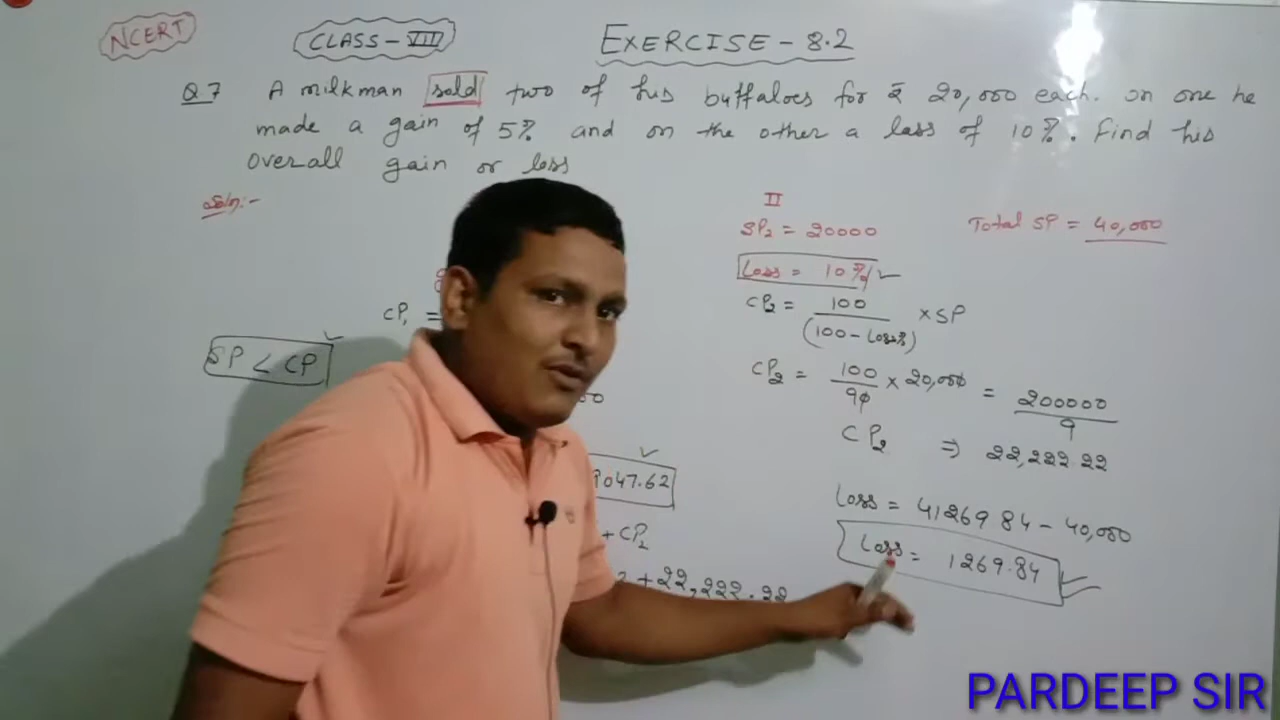 NCERT
CLASS-VIII
EXERCISE-8.2
Q7 A milkman sold two of his buffaloes for ₹ 20,000 each. On one he
made a gain of 5% and on the other a loss of 10%. Find his
overall gain or loss
Soln:-
CP₁ =
SP < CP
047.62
+CP₂
2 + 22,222.22
II
SP₂ = 20000
Loss = 10%
CP₂ = 100/(100-Loss%) × SP
CP₂ = 100/90 × 20,000 = 200000/9
CP₂ ⇒ 22,222.22
Loss = 41269 84 - 40,000
Loss = 1269.84
Total SP = 40,000
PARDEEP SIR